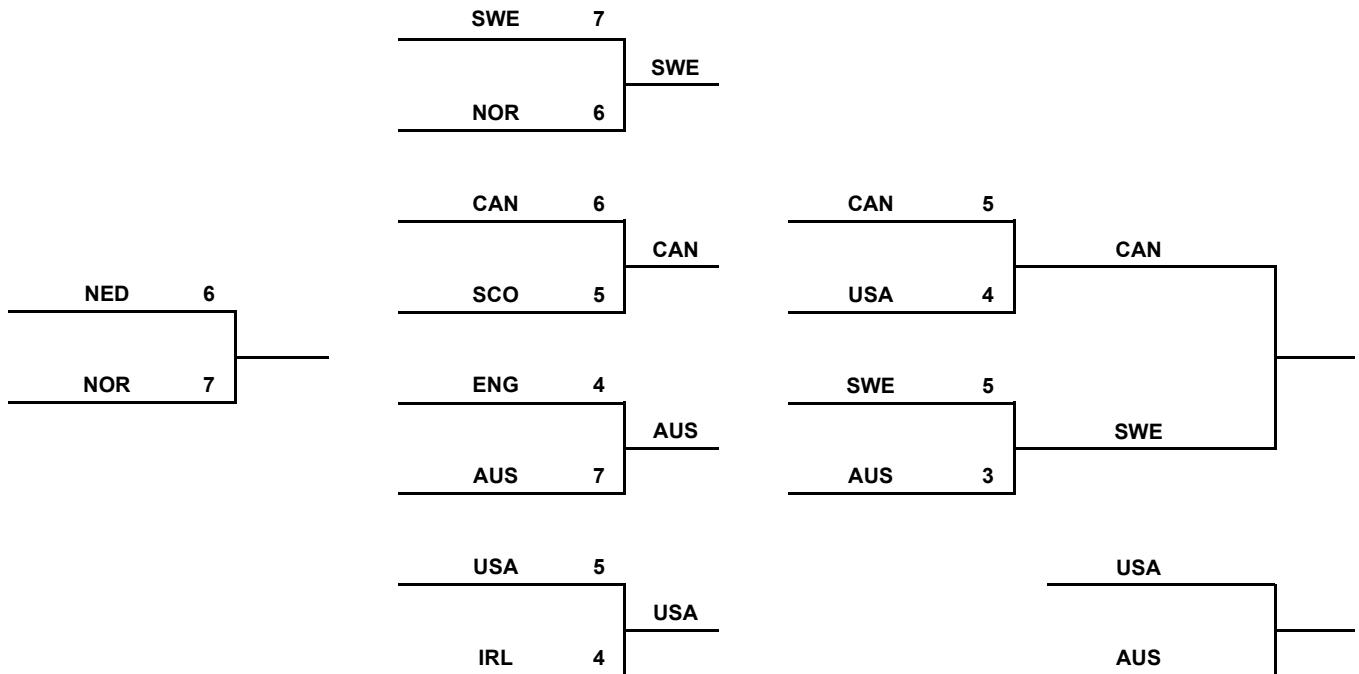 SWE 7
SWE
NOR 6
CAN 6
CAN 5
CAN
CAN
NED 6
SCO 5
USA 4
NOR 7
ENG 4
SWE 5
AUS
SWE
AUS 7
AUS 3
USA 5
USA
USA
IRL 4
AUS